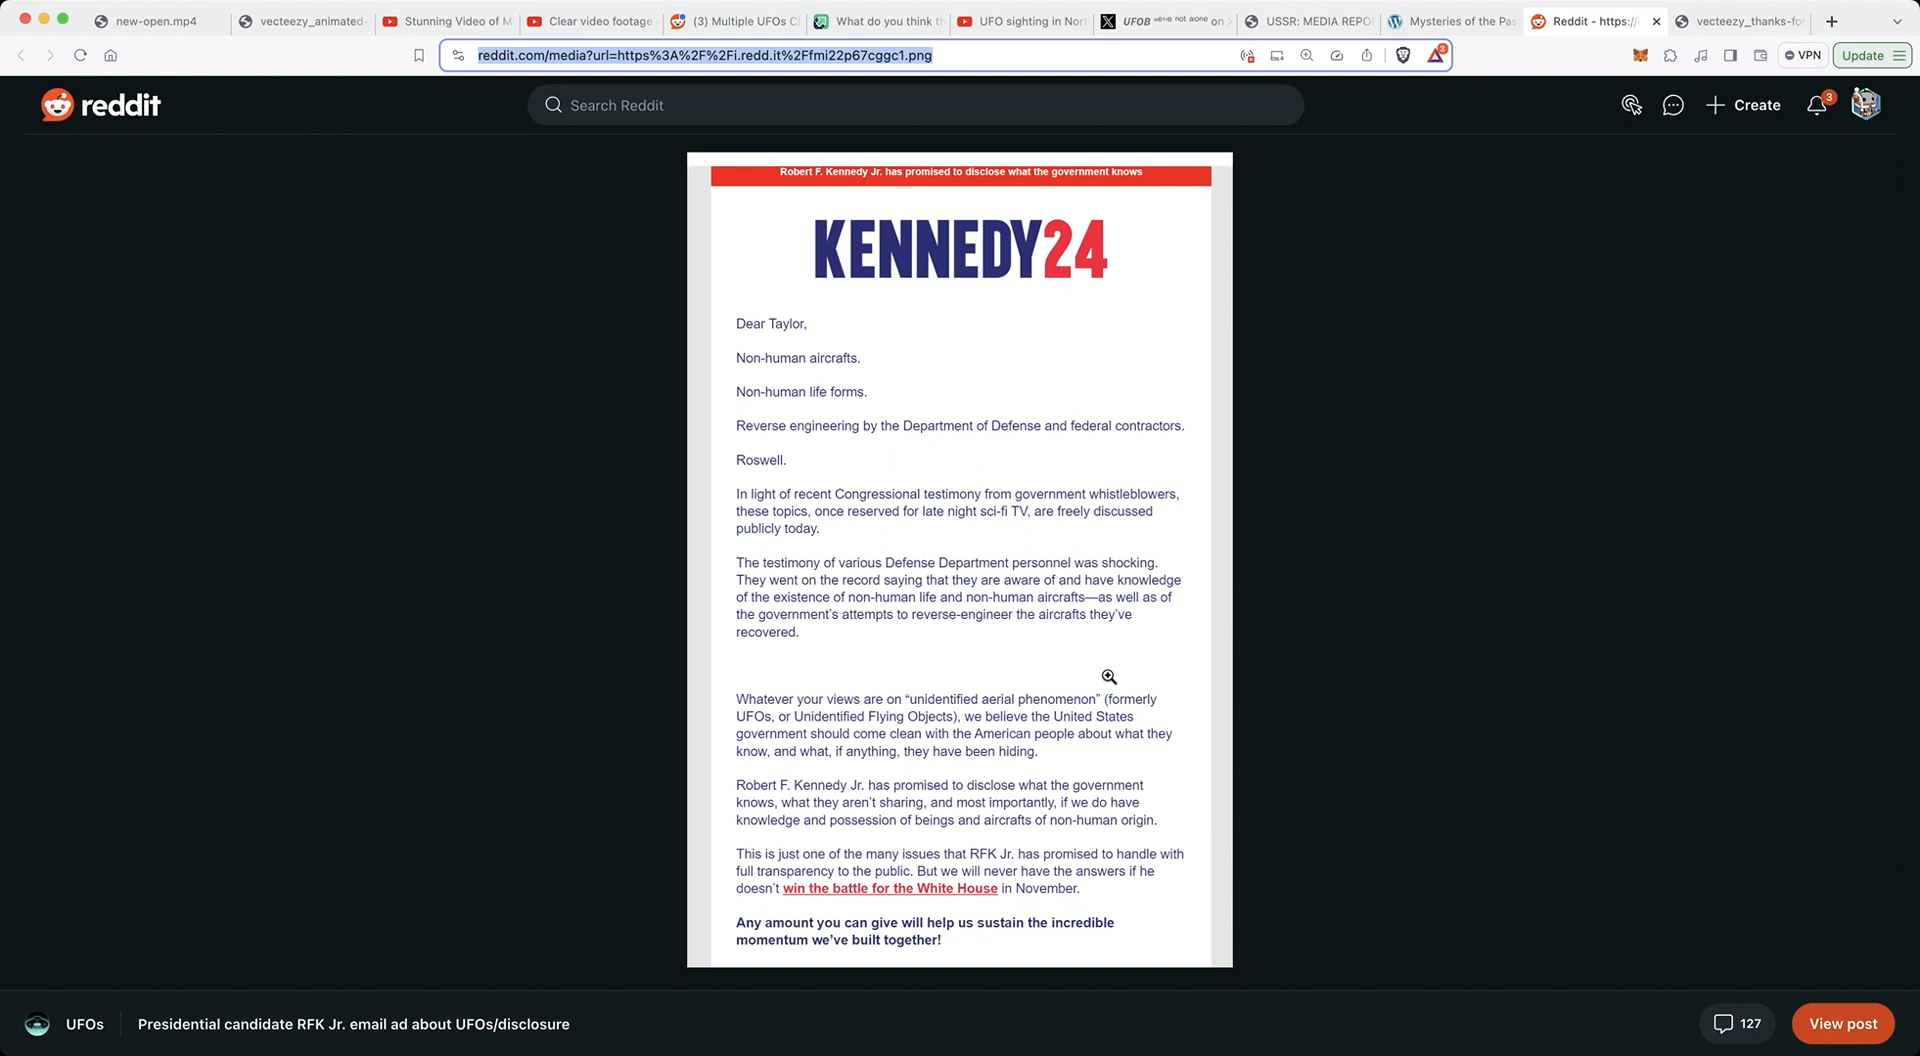 new-open.mp4
vecteezy_animated-
Stunning Video of M
Clear video footage
(3) Multiple UFOs C
What do you think t
UFO sighting in Nort
UFOB we're not alone on
USSR: MEDIA REPO
Mysteries of the Pas
Reddit - https://i
vecteezy_thanks-fo
reddit.com/media?url=https%3A%2F%2Fi.redd.it%2Ffmi22p67cggc1.png
3
VPN
Update
reddit
Search Reddit
Create
3
Robert F. Kennedy Jr. has promised to disclose what the government knows
KENNEDY24
Dear Taylor,
Non-human aircrafts.
Non-human life forms.
Reverse engineering by the Department of Defense and federal contractors.
Roswell.
In light of recent Congressional testimony from government whistleblowers,
these topics, once reserved for late night sci-fi TV, are freely discussed
publicly today.
The testimony of various Defense Department personnel was shocking.
They went on the record saying that they are aware of and have knowledge
of the existence of non-human life and non-human aircrafts—as well as of
the government's attempts to reverse-engineer the aircrafts they've
recovered.
Whatever your views are on “unidentified aerial phenomenon” (formerly
UFOs, or Unidentified Flying Objects), we believe the United States
government should come clean with the American people about what they
know, and what, if anything, they have been hiding.
Robert F. Kennedy Jr. has promised to disclose what the government
knows, what they aren't sharing, and most importantly, if we do have
knowledge and possession of beings and aircrafts of non-human origin.
This is just one of the many issues that RFK Jr. has promised to handle with
full transparency to the public. But we will never have the answers if he
doesn't win the battle for the White House in November.
Any amount you can give will help us sustain the incredible
momentum we've built together!
UFOs
Presidential candidate RFK Jr. email ad about UFOs/disclosure
127
View post